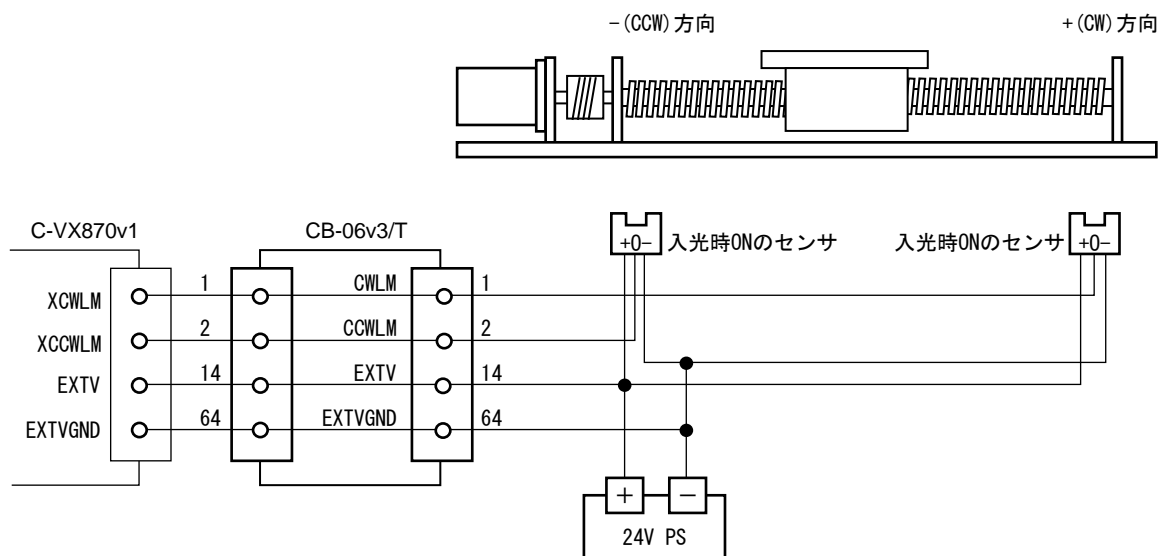 -(CCW)方向
+(CW)方向
C-VX870v1
CB-06v3/T
+O-
入光時ONのセンサ
入光時ONのセンサ
+O-
XCWLM
1
CWLM
1
XCCWLM
2
CCWLM
2
EXTV
14
EXTV
14
EXTVGND
64
EXTVGND
64
+
-
24V PS